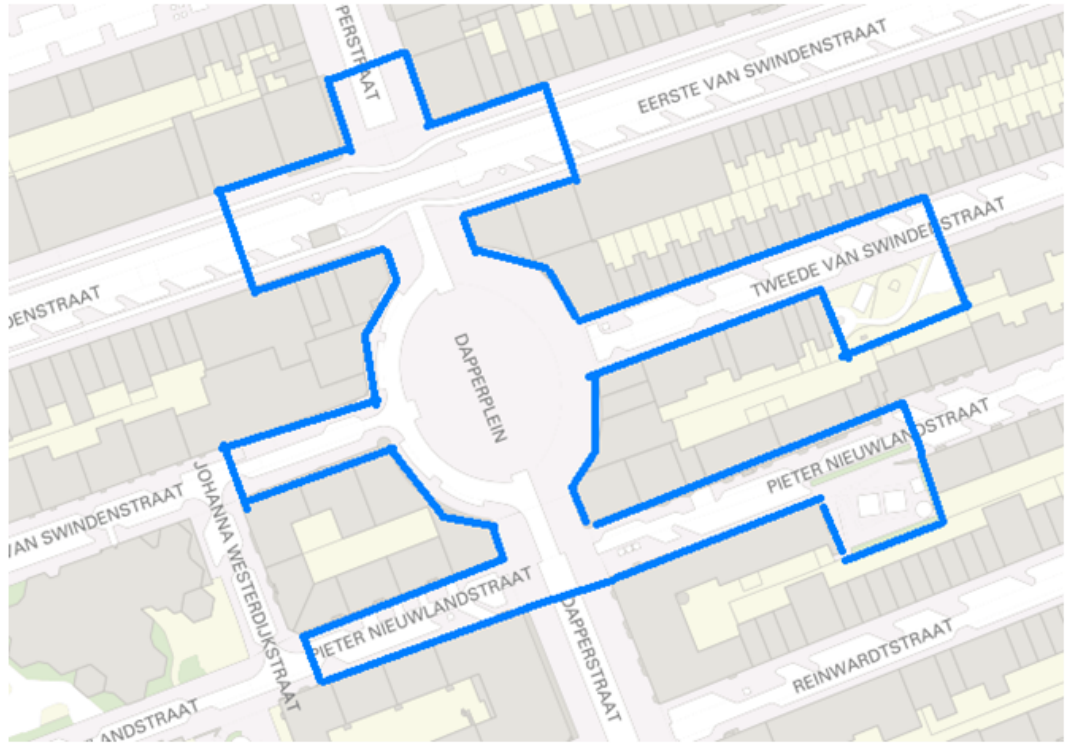 PERSTRAAT
EERSTE VAN SWINDENSTRAAT
TWEEDE VAN SWINDENSTRAAT
DENSTRAAT
DAPPERPLEIN
PIETER NIEUWLANDSTRAAT
VAN SWINDENSTRAAT
JOHANNA WESTERDIJKSTRAAT
PIETER NIEUWLANDSTRAAT
DAPPERSTRAAT
REINWARDTSTRAAT
LANDSTRAAT